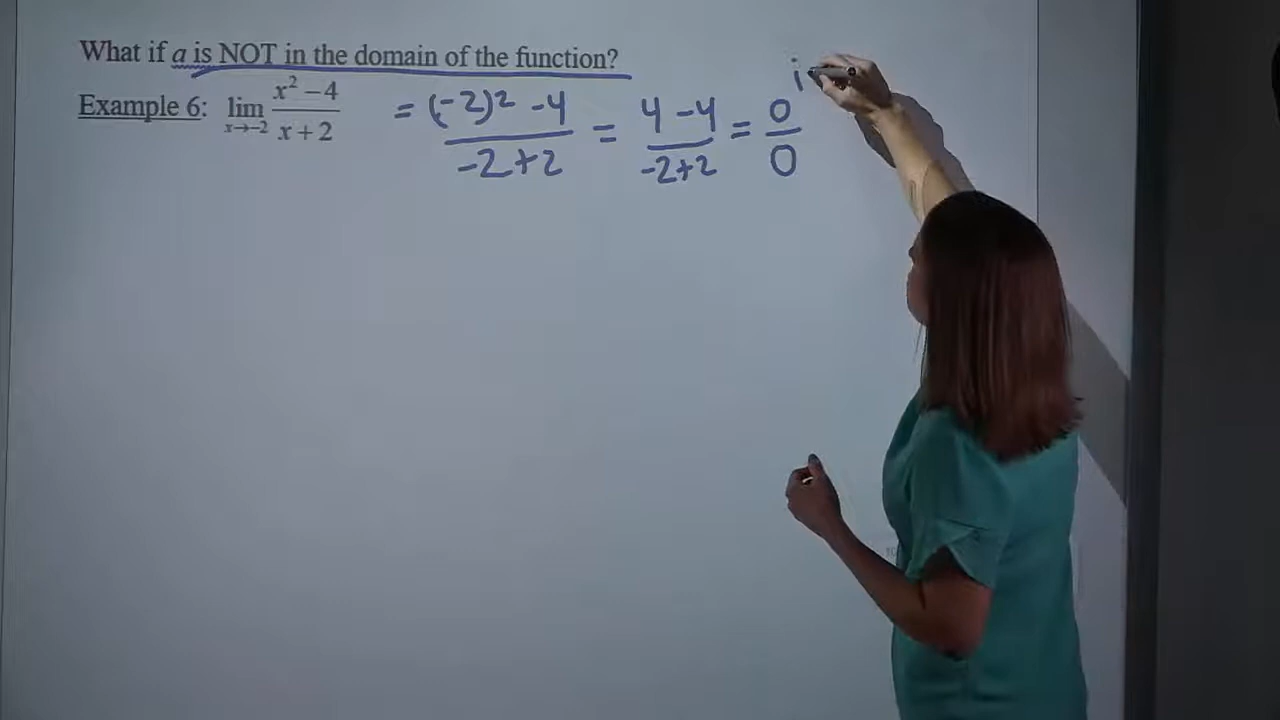 What if a is NOT in the domain of the function?
Example 6: lim x→-2 (x² – 4)/(x + 2) = ((-2)² - 4)/(-2+2) = (4 - 4)/(-2+2) = 0/0 i